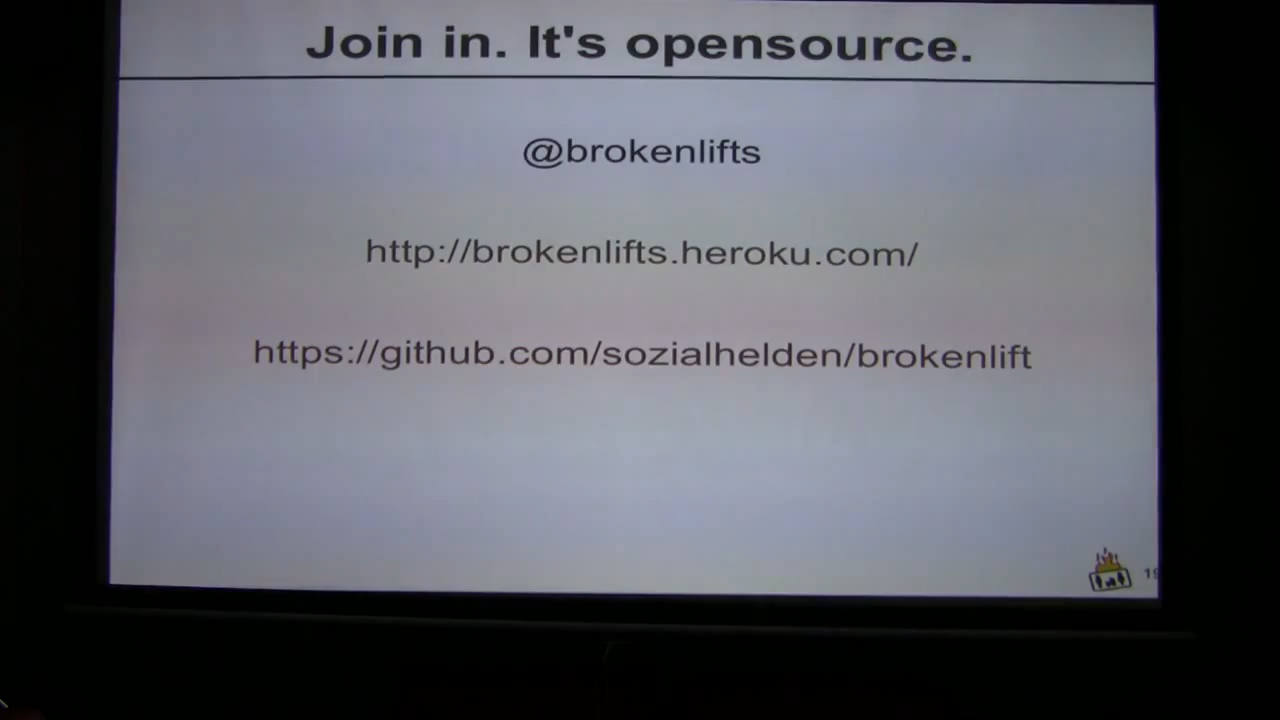 Join in. It's opensource.
@brokenlifts
http://brokenlifts.heroku.com/
https://github.com/sozialhelden/brokenlift